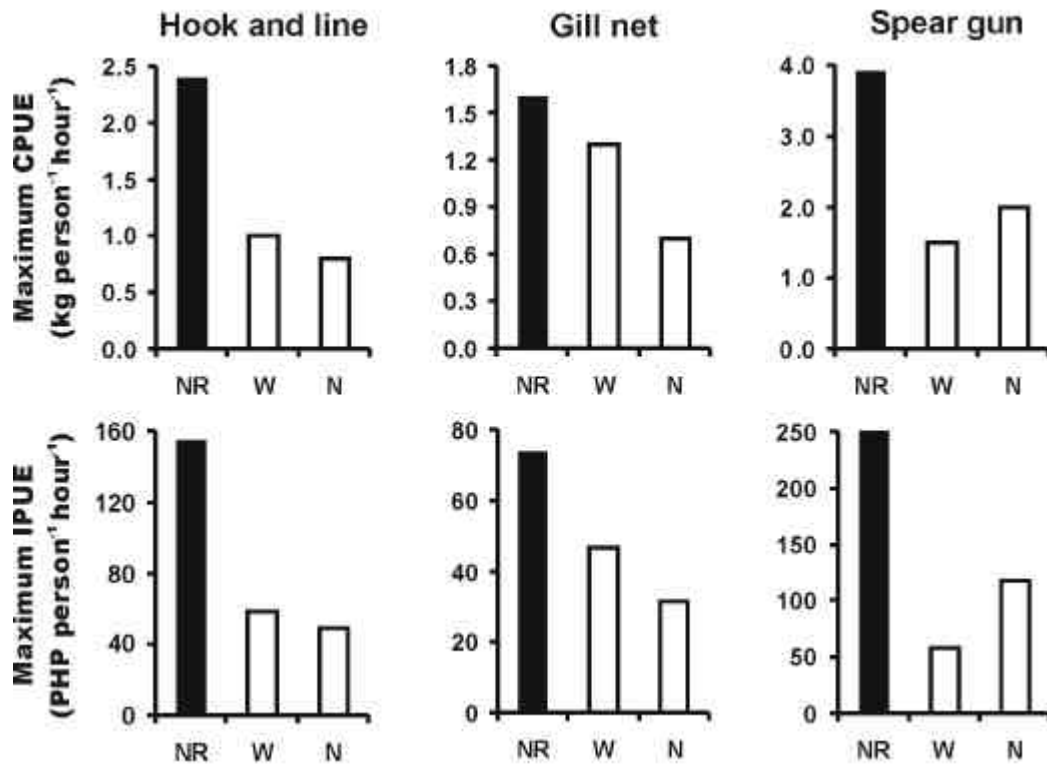 Hook and line
Gill net
Spear gun
Maximum CPUE
(kg person⁻¹ hour⁻¹)
2.5
2.0
1.5
1.0
0.5
0.0
NR W N
1.8
1.5
1.2
0.9
0.6
0.3
0.0
NR W N
4.0
3.0
2.0
1.0
0.0
NR W N
Maximum IPUE
(PHP person⁻¹ hour⁻¹)
160
120
80
40
0
NR W N
80
60
40
20
0
NR W N
250
200
150
100
50
0
NR W N